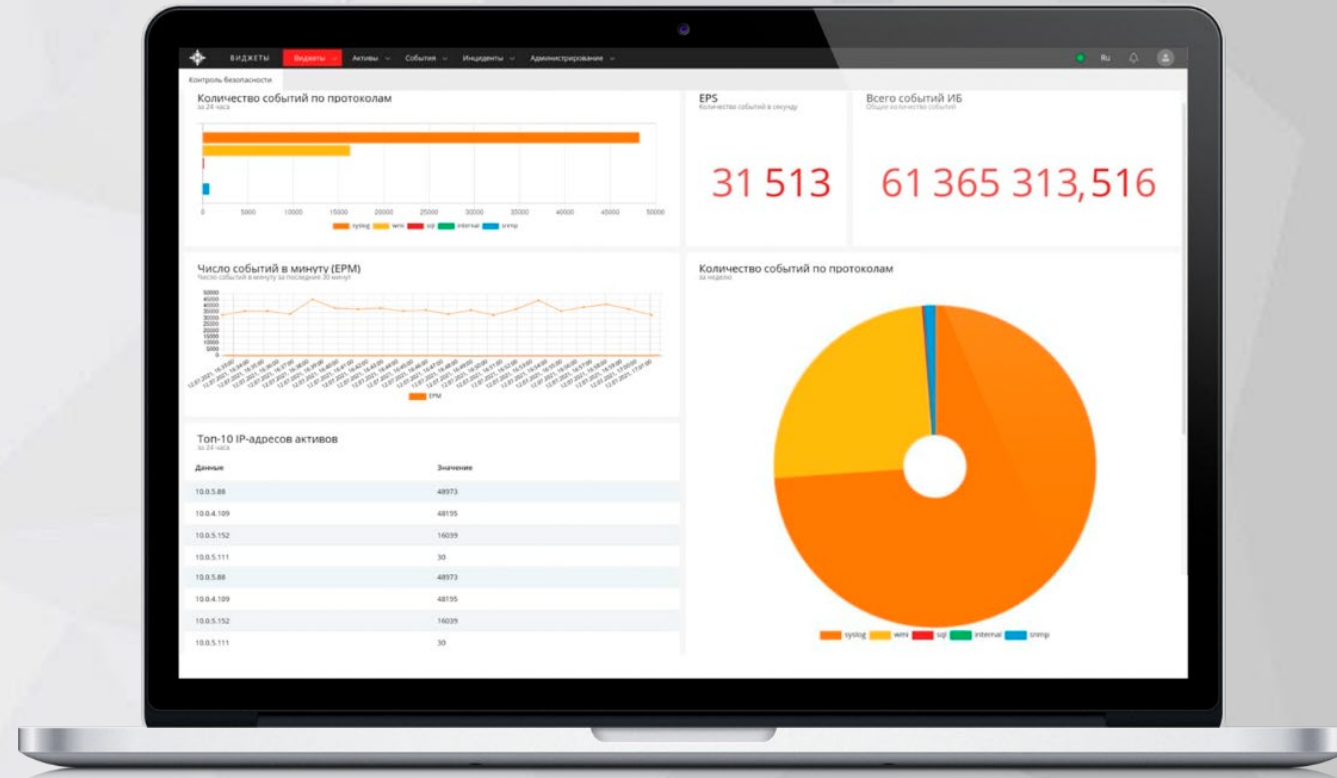 ВИДЖЕТЫ
Виджеты Активы События Инциденты Администрирование Ru
Контроль безопасности
Количество событий по протоколам
за 24 часа
0 5000 10000 15000 20000 25000 30000 35000 40000 45000 50000
syslog wmi sql internal snmp
EPS
Количество событий в секунду
31 513
Всего событий ИБ
Общее количество событий
61 365 313,516
Число событий в минуту (EPM)
Число событий в минуту за последние 30 минут
50000
45000
40000
35000
30000
25000
20000
15000
10000
5000
0
EPM
Количество событий по протоколам
за неделю
syslog wmi sql internal snmp
Топ-10 IP-адресов активов
за 24 часа
Данные Значение
10.0.5.88 48973
10.0.4.109 48195
10.0.5.152 16039
10.0.5.111 30
10.0.5.88 48973
10.0.4.109 48195
10.0.5.152 16039
10.0.5.111 30